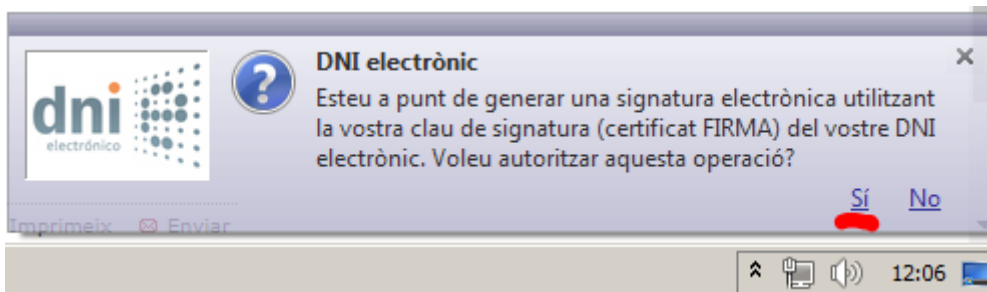 dni
electrónico
DNI electrònic
Esteu a punt de generar una signatura electrònica utilitzant
la vostra clau de signatura (certificat FIRMA) del vostre DNI
electrònic. Voleu autoritzar aquesta operació?
Sí No
Imprimeix Enviar
12:06